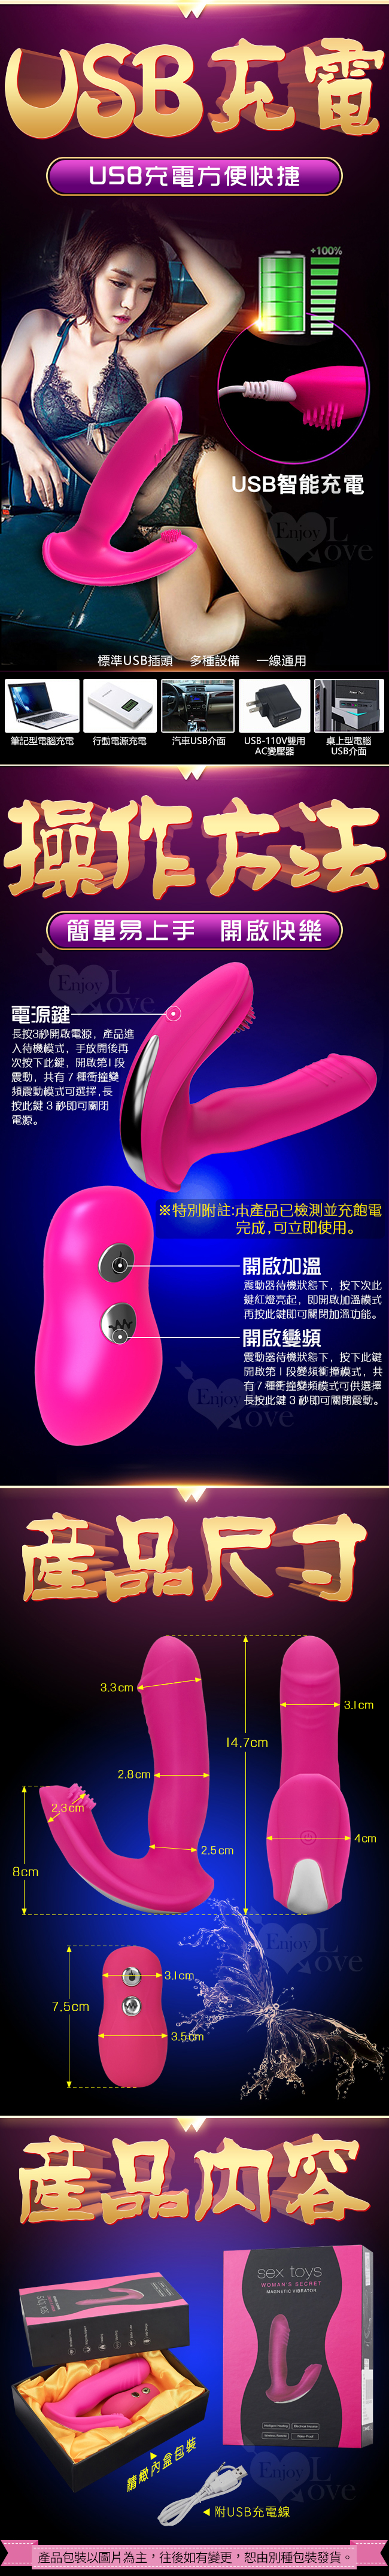 USB充電
USB充電方便快捷
+100%
USB智能充電
Enjoy Love
標準USB插頭 多種設備 一線通用
筆記型電腦充電
行動電源充電
汽車USB介面
USB-110V雙用
AC變壓器
桌上型電腦
USB介面
操作方法
簡單易上手 開啟快樂
Enjoy Love
電源鍵
長按3秒開啟電源，產品進
入待機模式，手放開後再
次按下此鍵，開啟第1段
震動，共有7種衝撞變
頻震動模式可選擇，長
按此鍵3秒即可關閉
電源。
※特別附註:本產品已檢測並充飽電
完成,可立即使用。
開啟加溫
震動器待機狀態下，按下次此
鍵紅燈亮起，即開啟加溫模式
再按此鍵即可關閉加溫功能。
開啟變頻
震動器待機狀態下，按下此鍵
開啟第1段變頻衝撞模式，共
有7種衝撞變頻模式可供選擇
長按此鍵3秒即可關閉震動。
Enjoy Love
產品尺寸
3.3cm
3.1cm
14.7cm
2.8cm
2.3cm
4cm
2.5cm
8cm
Enjoy Love
3.1cm
7.5cm
3.5cm
產品內容
sex toys
WOMAN'S SECRET
MAGNETIC VIBRATOR
精緻內盒包裝
Enjoy Love
附USB充電線
產品包裝以圖片為主，往後如有變更，恕由別種包裝發貨。